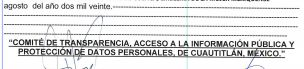 agosto del año dos mil veinte.
"COMITÉ DE TRANSPARENCIA, ACCESO A LA INFORMACIÓN PÚBLICA Y
PROTECCIÓN DE DATOS PERSONALES, DE CUAUTITLÁN, MÉXICO."